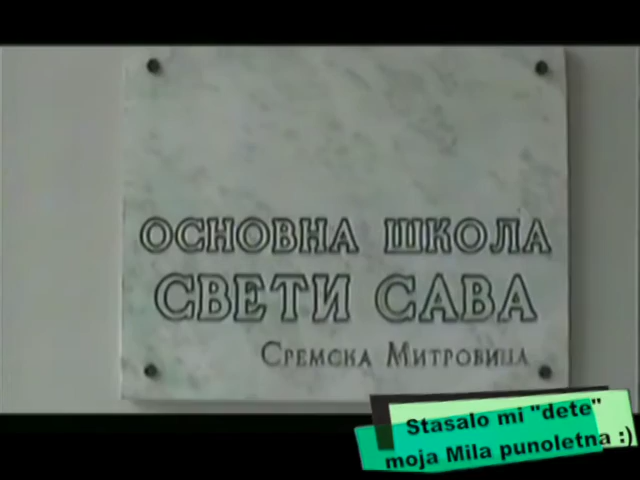 ОСНОВНА ШКОЛА
СВЕТИ САВА
СРЕМСКА МИТРОВИЦА
Stasalo mi "dete"
moja Mila punoletna :)